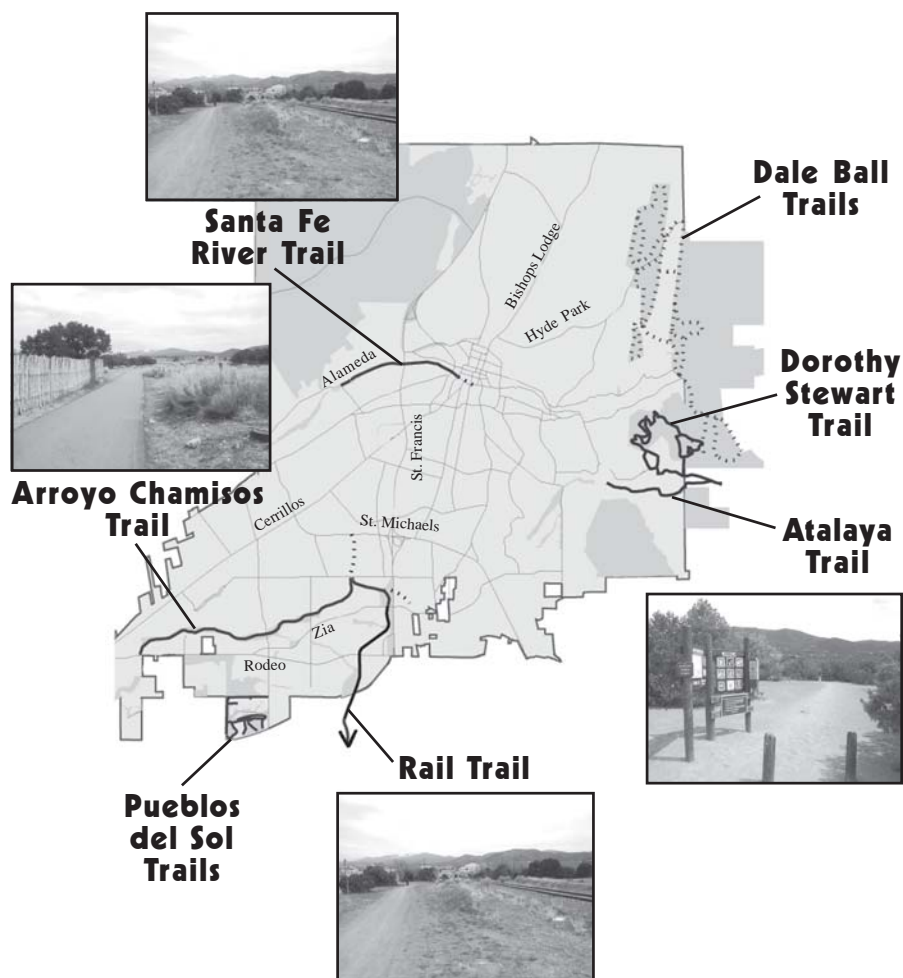 Santa Fe
River Trail
Dale Ball
Trails
Bishops Lodge
Hyde Park
Alameda
Dorothy
Stewart
Trail
St. Francis
Arroyo Chamisos
Trail
Cerrillos
St. Michaels
Atalaya
Trail
Zia
Rodeo
Rail Trail
Pueblos
del Sol
Trails